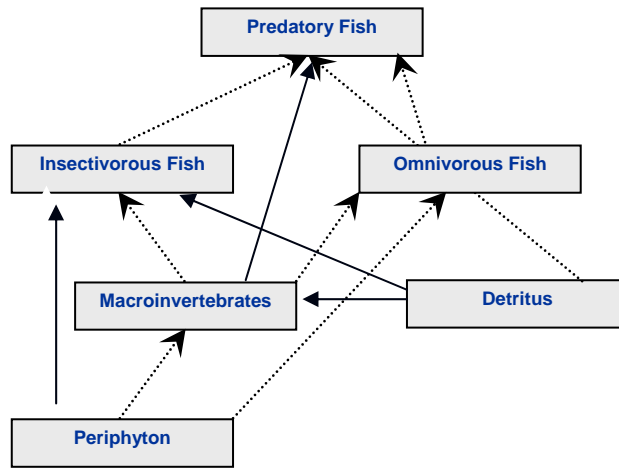 Predatory Fish
Insectivorous Fish
Omnivorous Fish
Macroinvertebrates
Detritus
Periphyton